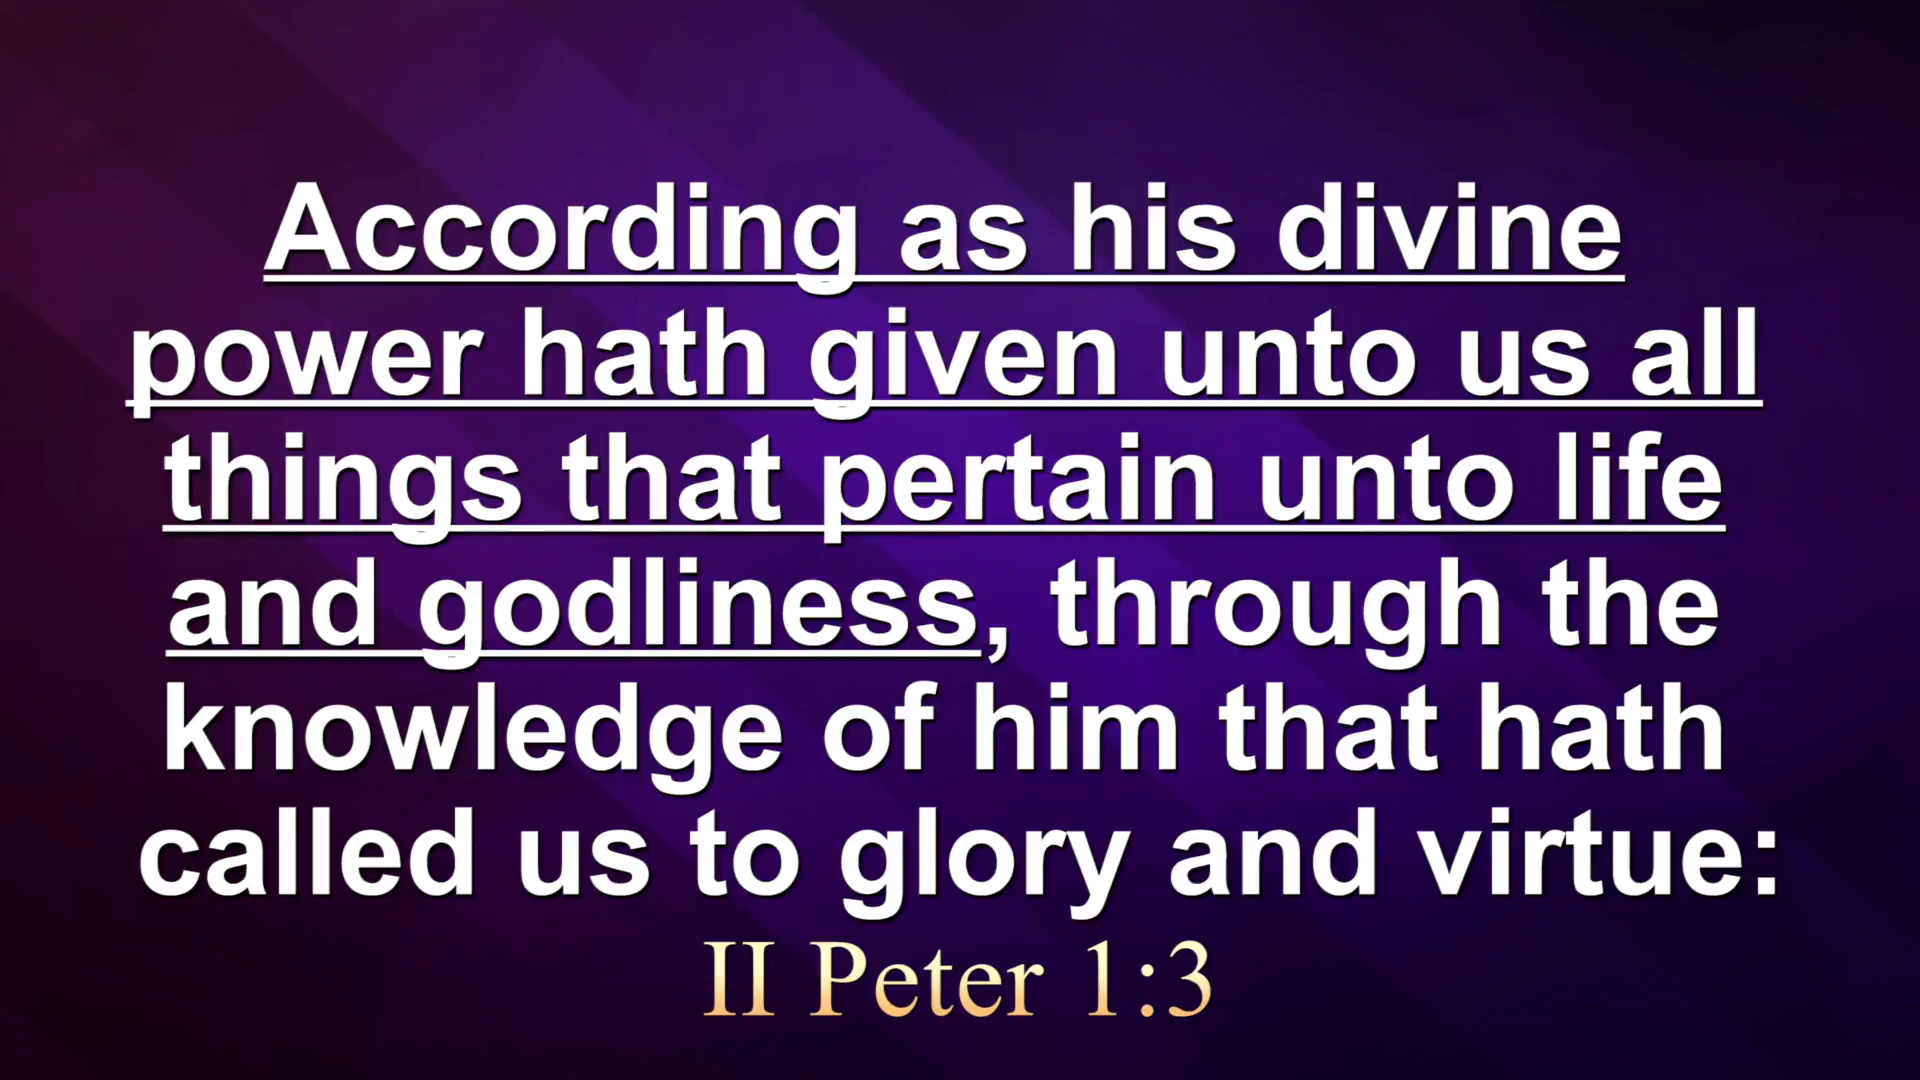 According as his divine
power hath given unto us all
things that pertain unto life
and godliness, through the
knowledge of him that hath
called us to glory and virtue:
II Peter 1:3